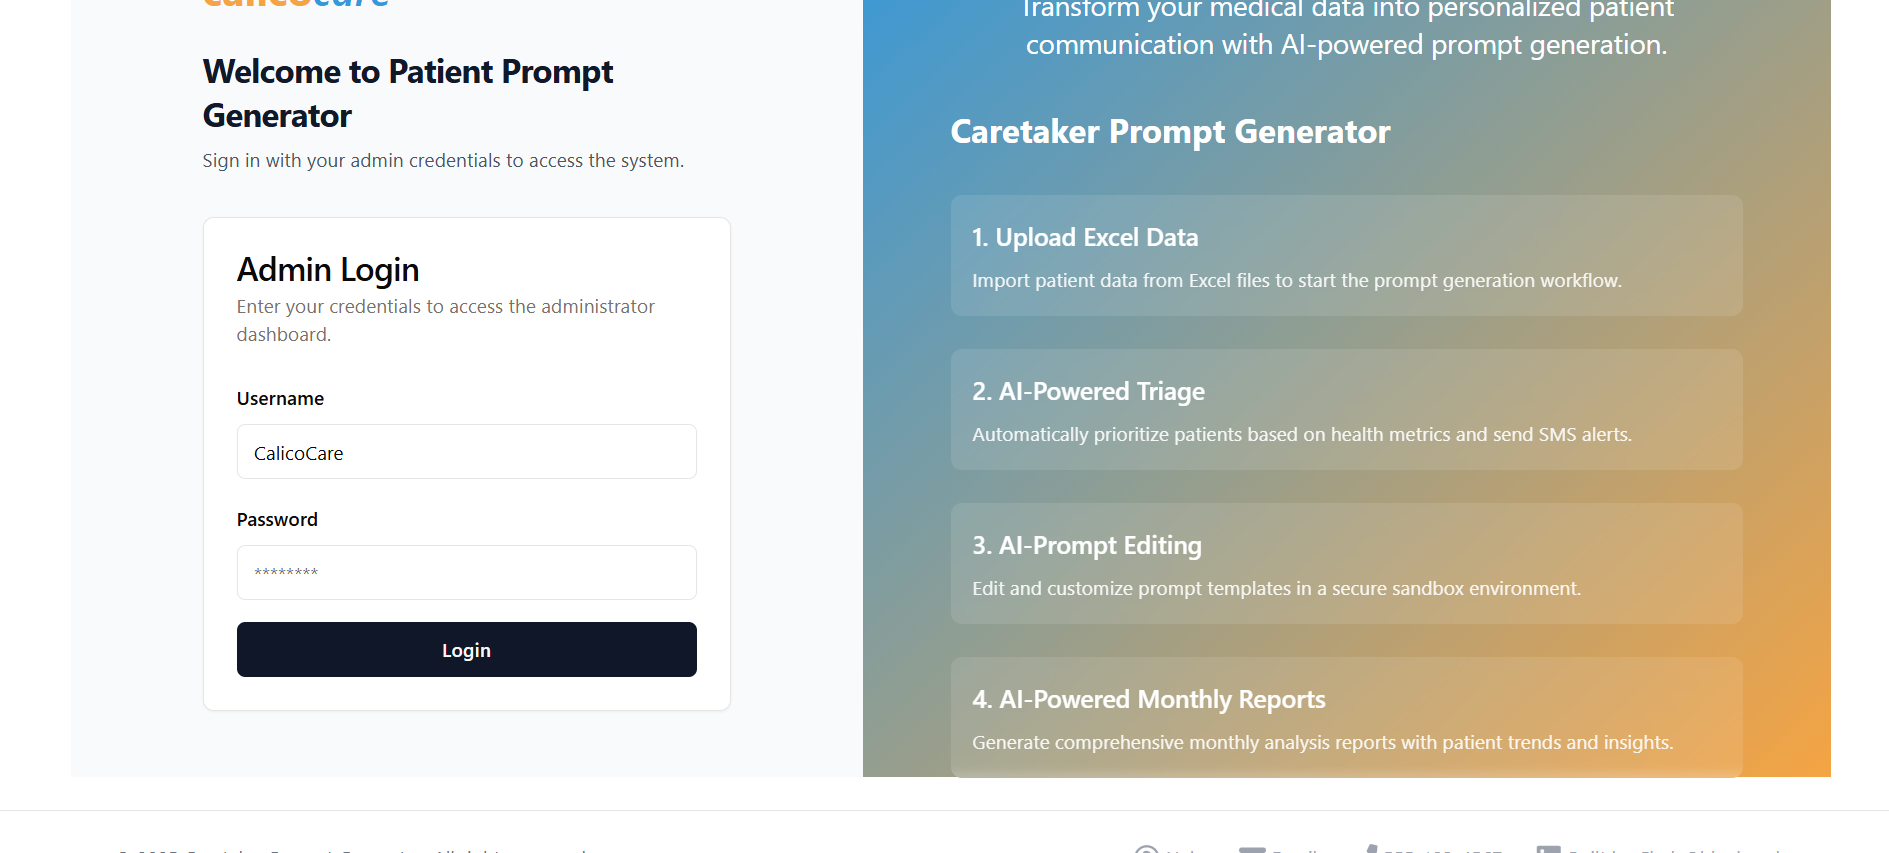 calicocare
Welcome to Patient Prompt
Generator
Sign in with your admin credentials to access the system.
Admin Login
Enter your credentials to access the administrator
dashboard.
Username
CalicoCare
Password
********
Login
Transform your medical data into personalized patient
communication with AI-powered prompt generation.
Caretaker Prompt Generator
1. Upload Excel Data
Import patient data from Excel files to start the prompt generation workflow.
2. AI-Powered Triage
Automatically prioritize patients based on health metrics and send SMS alerts.
3. AI-Prompt Editing
Edit and customize prompt templates in a secure sandbox environment.
4. AI-Powered Monthly Reports
Generate comprehensive monthly analysis reports with patient trends and insights.